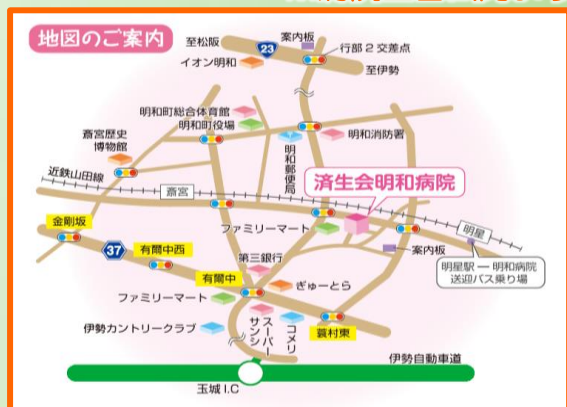 地図のご案内
至松阪
23
案内板
行部2交差点
イオン明和
至伊勢
明和町総合体育館
明和町役場
明和消防署
明和郵便局
斎宮歴史
博物館
近鉄山田線
斎宮
済生会明和病院
金剛坂
ファミリーマート
明星
37
有爾中西
第三銀行
案内板
明星駅 ― 明和病院
送迎バス乗り場
有爾中
ぎゅーとら
ファミリーマート
伊勢カントリークラブ
スーパー
サンシ
コメリ
蓑村東
伊勢自動車道
玉城 I.C